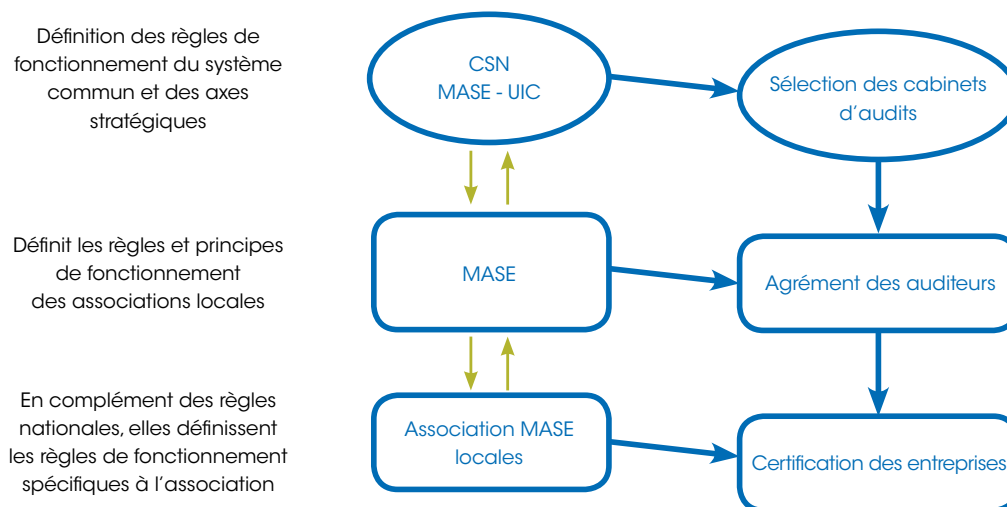 Définition des règles de
fonctionnement du système
commun et des axes
stratégiques
CSN
MASE - UIC
Sélection des cabinets
d'audits
Définit les règles et principes
de fonctionnement
des associations locales
MASE
Agrément des auditeurs
En complément des règles
nationales, elles définissent
les règles de fonctionnement
spécifiques à l'association
Association MASE
locales
Certification des entreprises